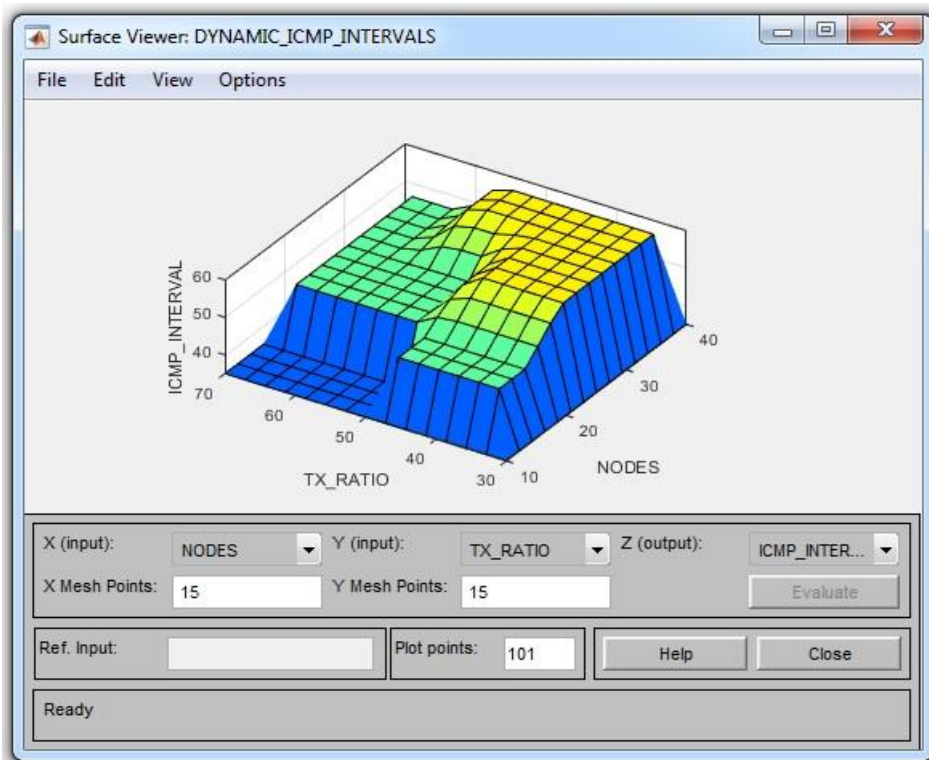 Surface Viewer: DYNAMIC_ICMP_INTERVALS
File Edit View Options
ICMP_INTERVAL
60
50
40
70
60
50
40
30
TX_RATIO
10
20
30
40
NODES
X (input): NODES Y (input): TX_RATIO Z (output): ICMP_INTER...
X Mesh Points: 15 Y Mesh Points: 15 Evaluate
Ref. Input: Plot points: 101 Help Close
Ready